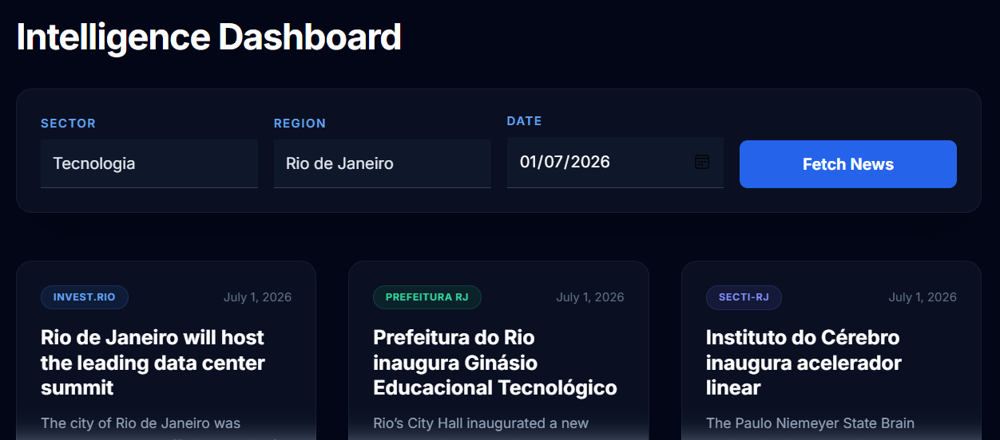 Intelligence Dashboard
SECTOR
REGION
DATE
Tecnologia
Rio de Janeiro
01/07/2026
Fetch News
INVEST.RIO
July 1, 2026
Rio de Janeiro will host
the leading data center
summit
The city of Rio de Janeiro was
PREFEITURA RJ
July 1, 2026
Prefeitura do Rio
inaugura Ginásio
Educacional Tecnológico
Rio’s City Hall inaugurated a new
SECTI-RJ
July 1, 2026
Instituto do Cérebro
inaugura acelerador
linear
The Paulo Niemeyer State Brain